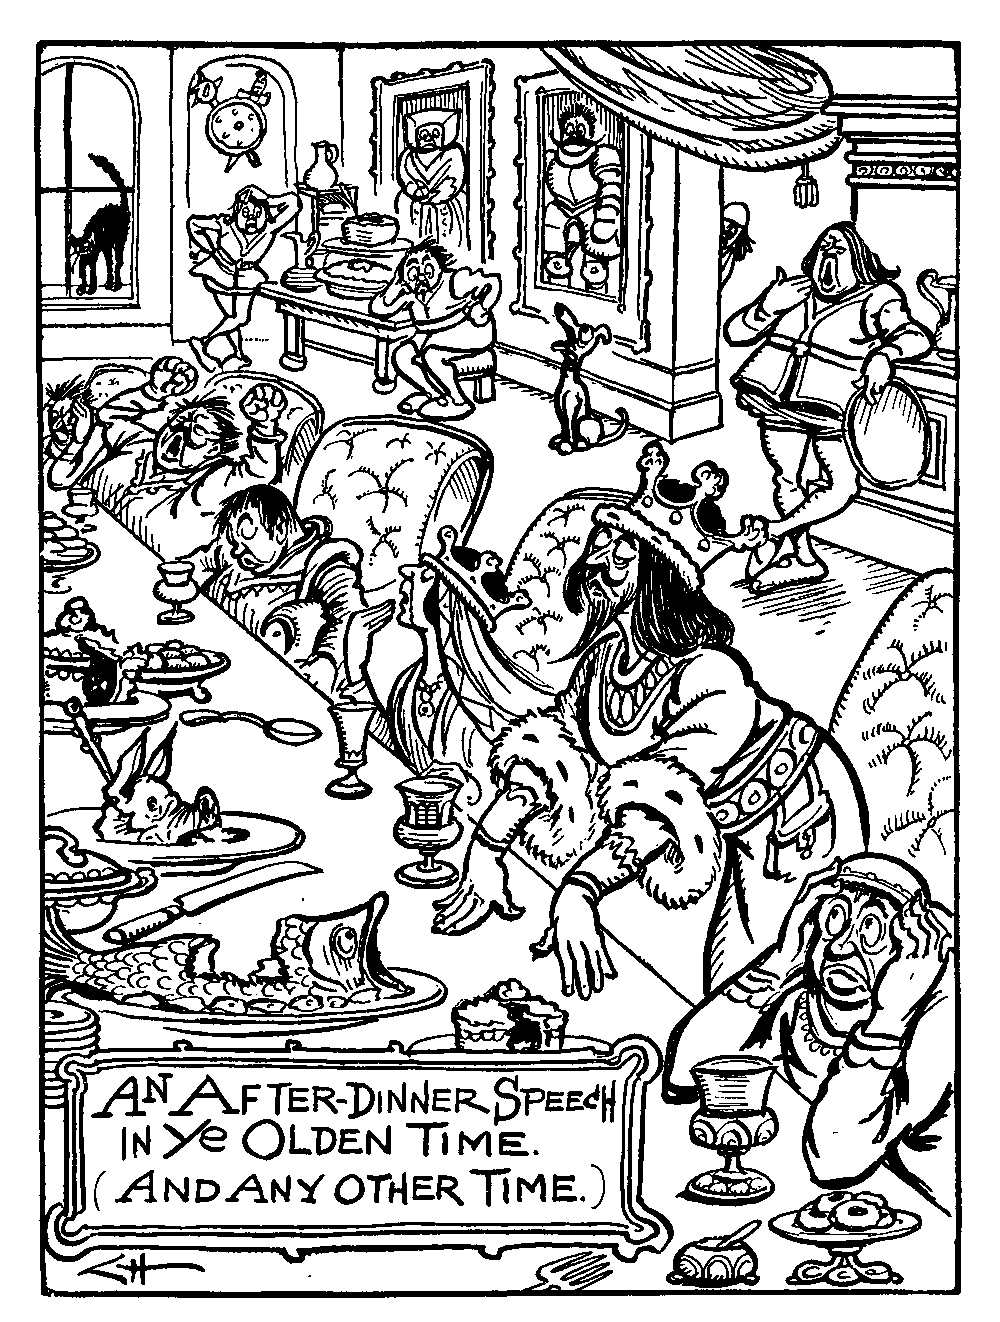 AN AFTER-DINNER SPEECH
IN Ye OLDEN TIME.
(AND ANY OTHER TIME.)